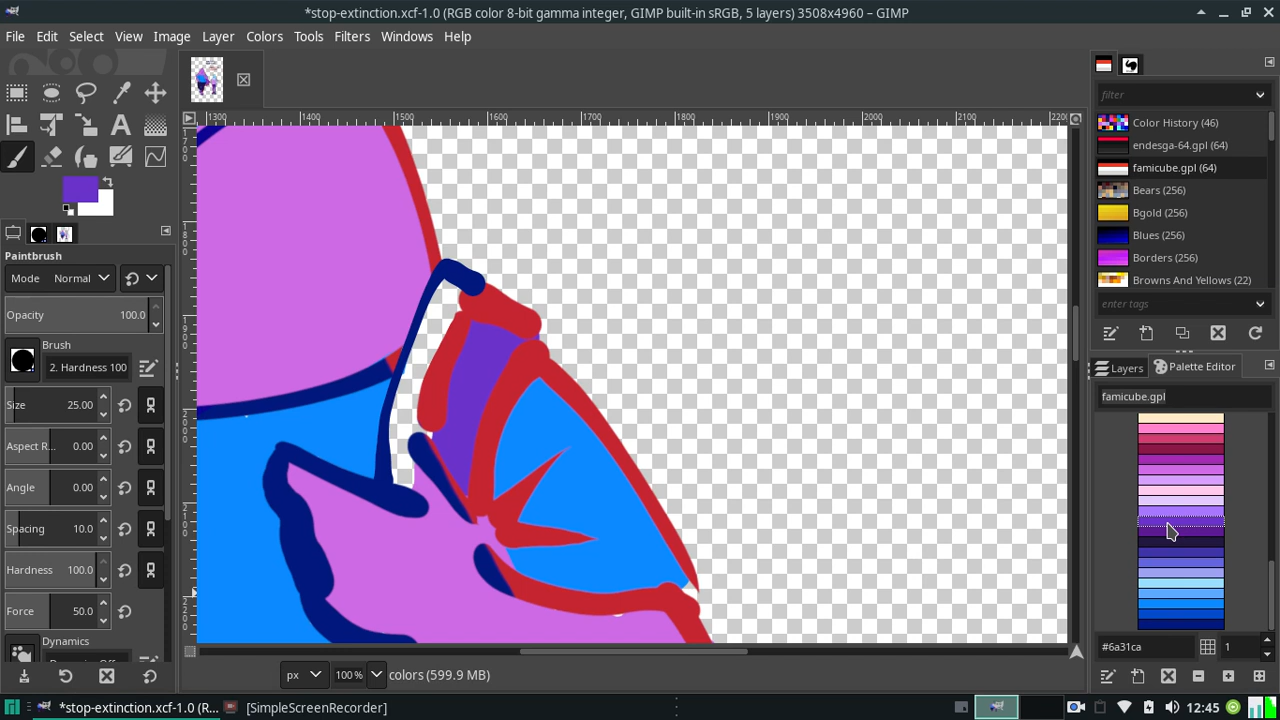 *stop-extinction.xcf-1.0 (RGB color 8-bit gamma integer, GIMP built-in sRGB, 5 layers) 3508x4960 – GIMP
File Edit Select View Image Layer Colors Tools Filters Windows Help
filter
1300 1400 1500 1600 1700 1800 1900 2000 2100
Color History (46)
endesga-64.gpl (64)
famicube.gpl (64)
Bears (256)
Bgold (256)
Blues (256)
Borders (256)
Browns And Yellows (22)
enter tags
Paintbrush
Mode Normal
Opacity 100.0
Brush
2. Hardness 100
Size 25.00
Aspect R... 0.00
Angle 0.00
Spacing 10.0
Hardness 100.0
Force 50.0
Dynamics
Layers Palette Editor
famicube.gpl
#6a31ca 1
px 100% colors (599.9 MB)
*stop-extinction.xcf-1.0 (R... [SimpleScreenRecorder] 12:45